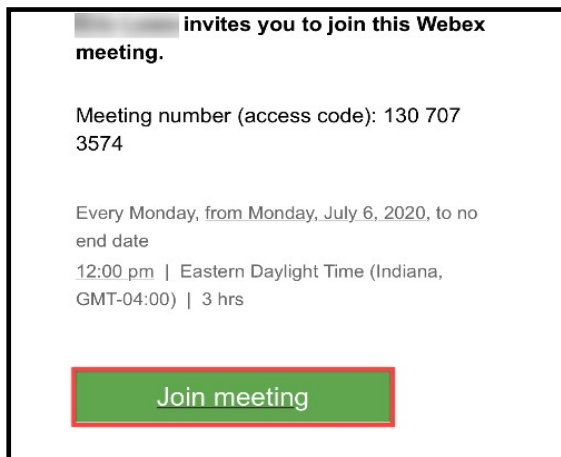 invites you to join this Webex
meeting.
Meeting number (access code): 130 707
3574
Every Monday, from Monday, July 6, 2020, to no
end date
12:00 pm | Eastern Daylight Time (Indiana,
GMT-04:00) | 3 hrs
Join meeting